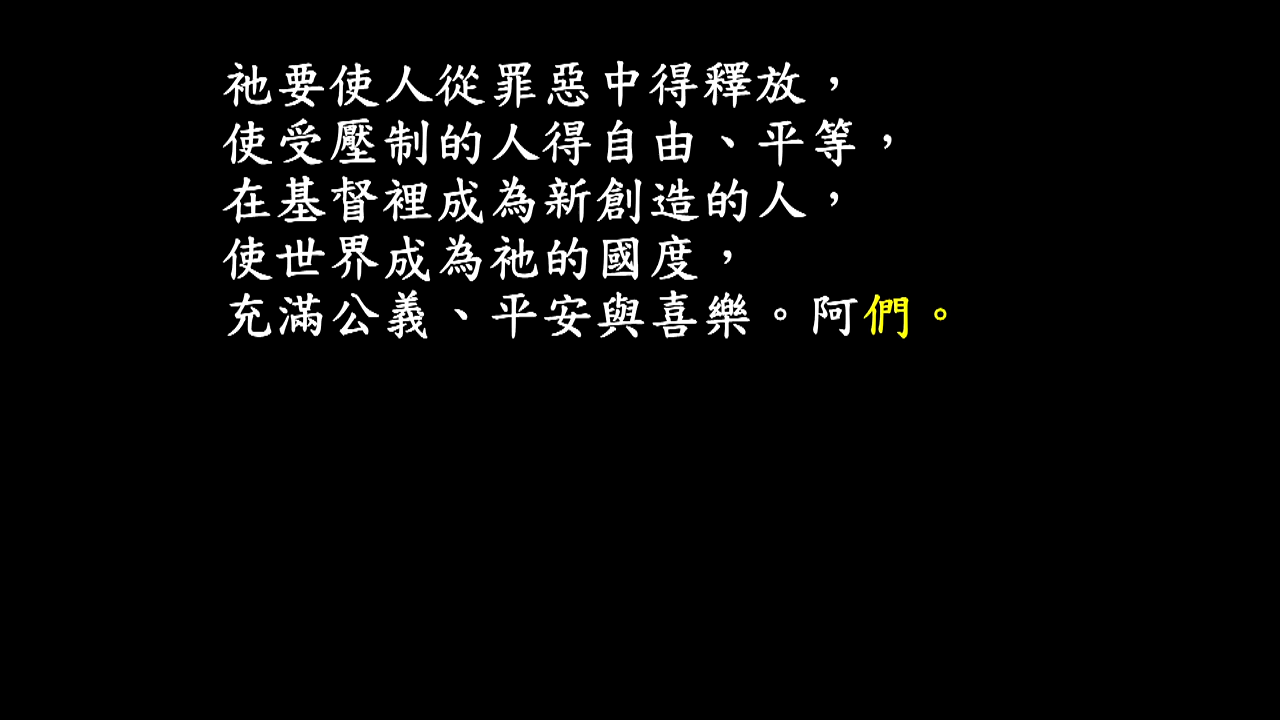 祂要使人從罪惡中得釋放，
使受壓制的人得自由、平等，
在基督裡成為新創造的人，
使世界成為祂的國度，
充滿公義、平安與喜樂。阿們。